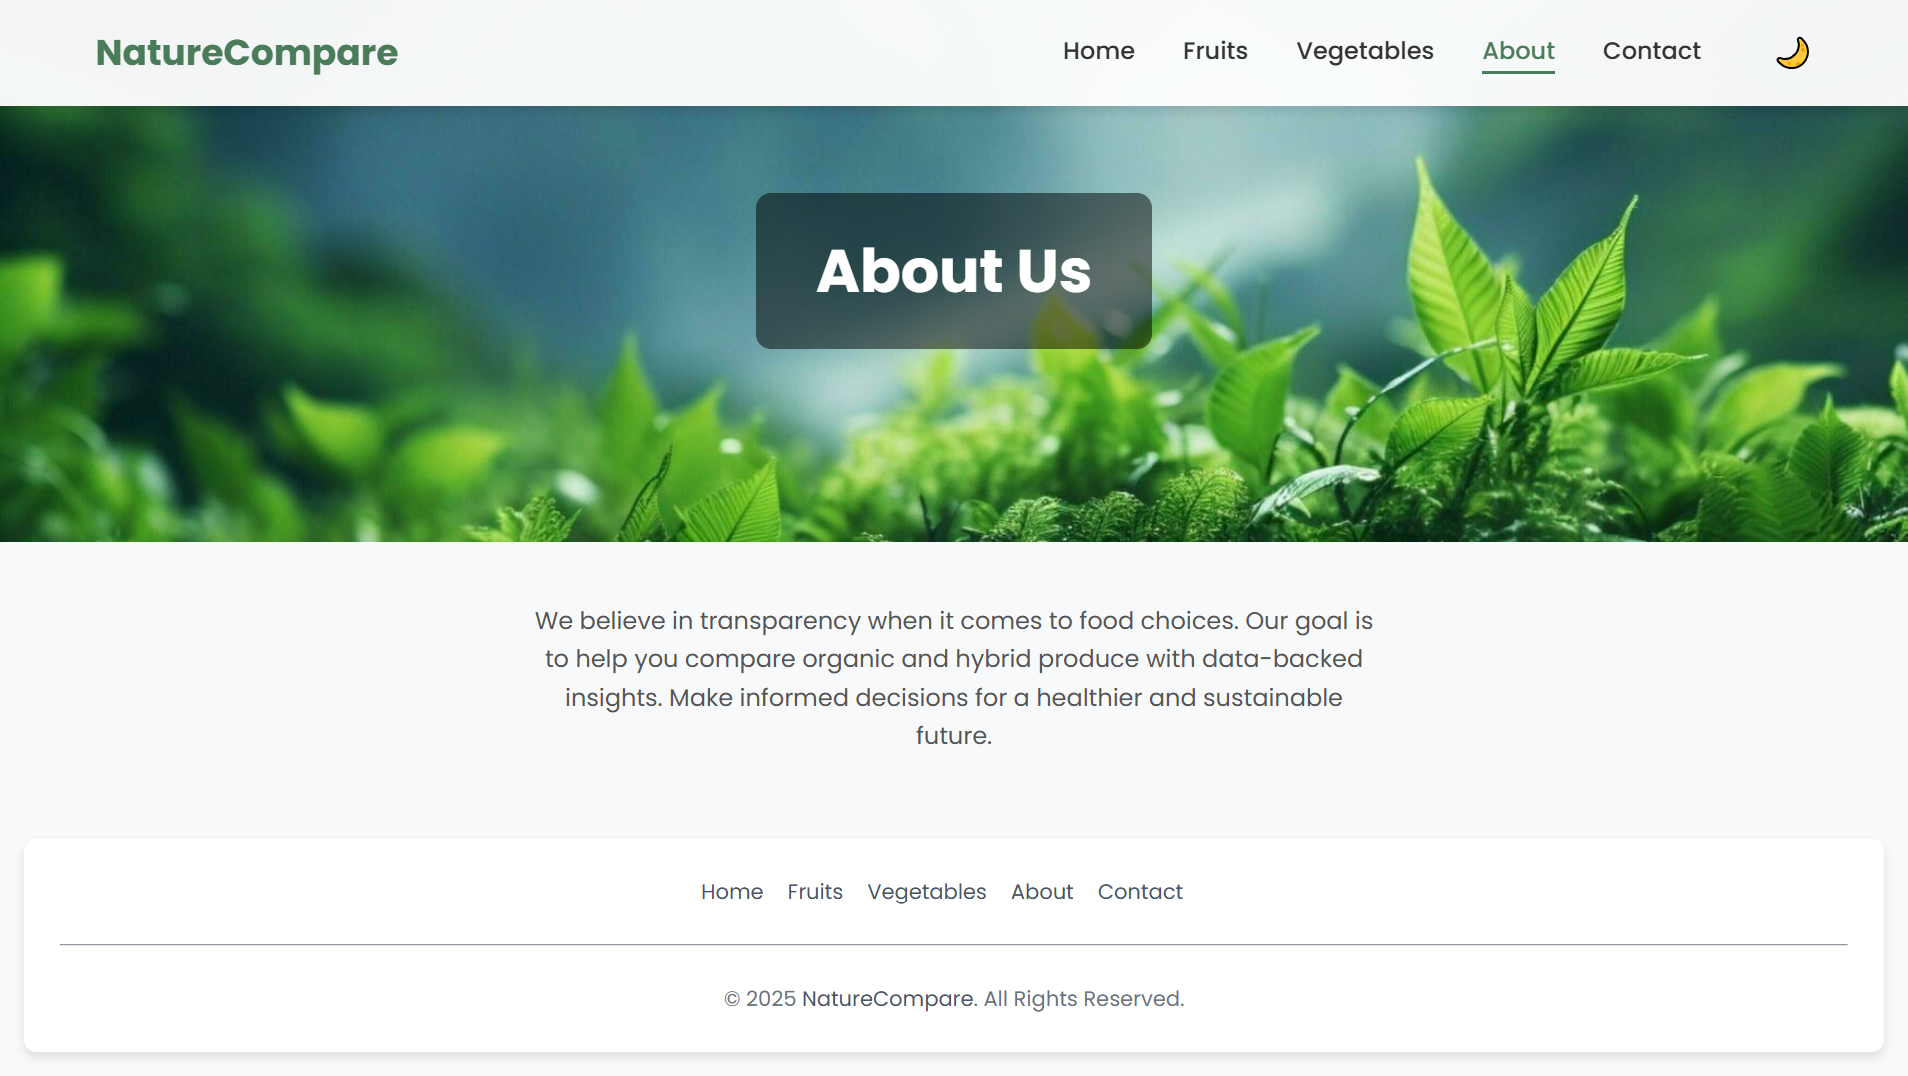 NatureCompare
Home Fruits Vegetables About Contact
About Us
We believe in transparency when it comes to food choices. Our goal is
to help you compare organic and hybrid produce with data-backed
insights. Make informed decisions for a healthier and sustainable
future.
Home Fruits Vegetables About Contact
© 2025 NatureCompare. All Rights Reserved.